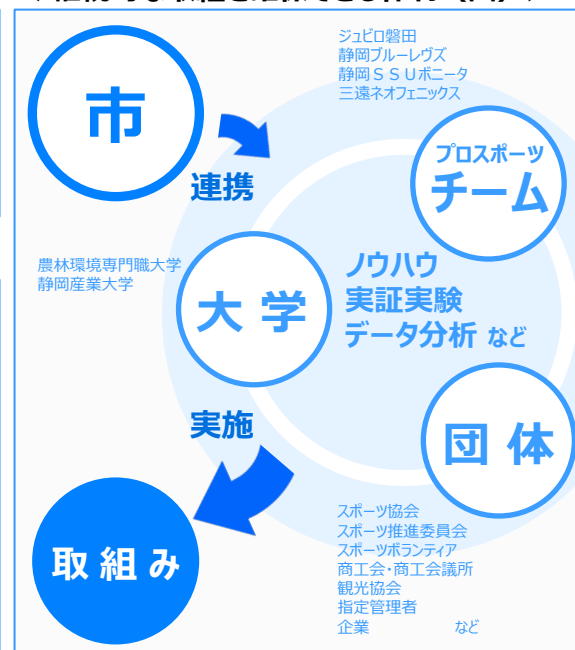 ジュビロ磐田
静岡ブルーレヴズ
静岡ＳＳＵボニータ
三遠ネオフェニックス
市
連携
プロスポーツ
チーム
農林環境専門職大学
静岡産業大学
大 学
ノウハウ
実証実験
データ分析 など
実施
団 体
取 組 み
スポーツ協会
スポーツ推進委員会
スポーツボランティア
商工会・商工会議所
観光協会
指定管理者
企業 など